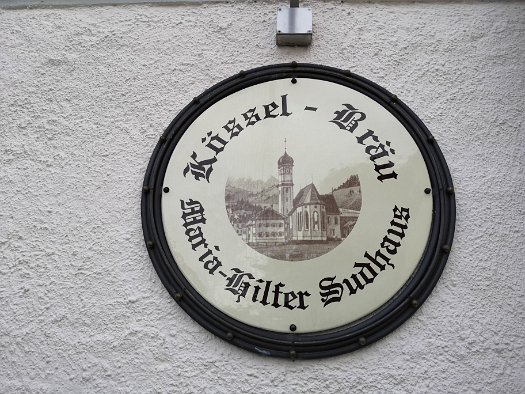 Kössel - Bräu
Maria-Hilfer Sudhaus